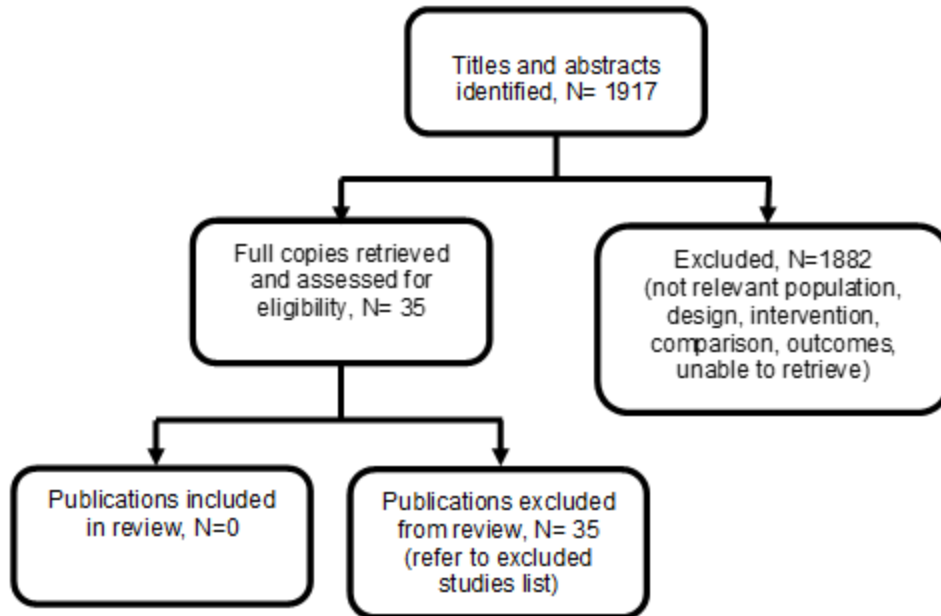 Titles and abstracts
identified, N= 1917
Full copies retrieved
and assessed for
eligibility, N= 35
Excluded, N=1882
(not relevant population,
design, intervention,
comparison, outcomes,
unable to retrieve)
Publications included
in review, N=0
Publications excluded
from review, N= 35
(refer to excluded
studies list)